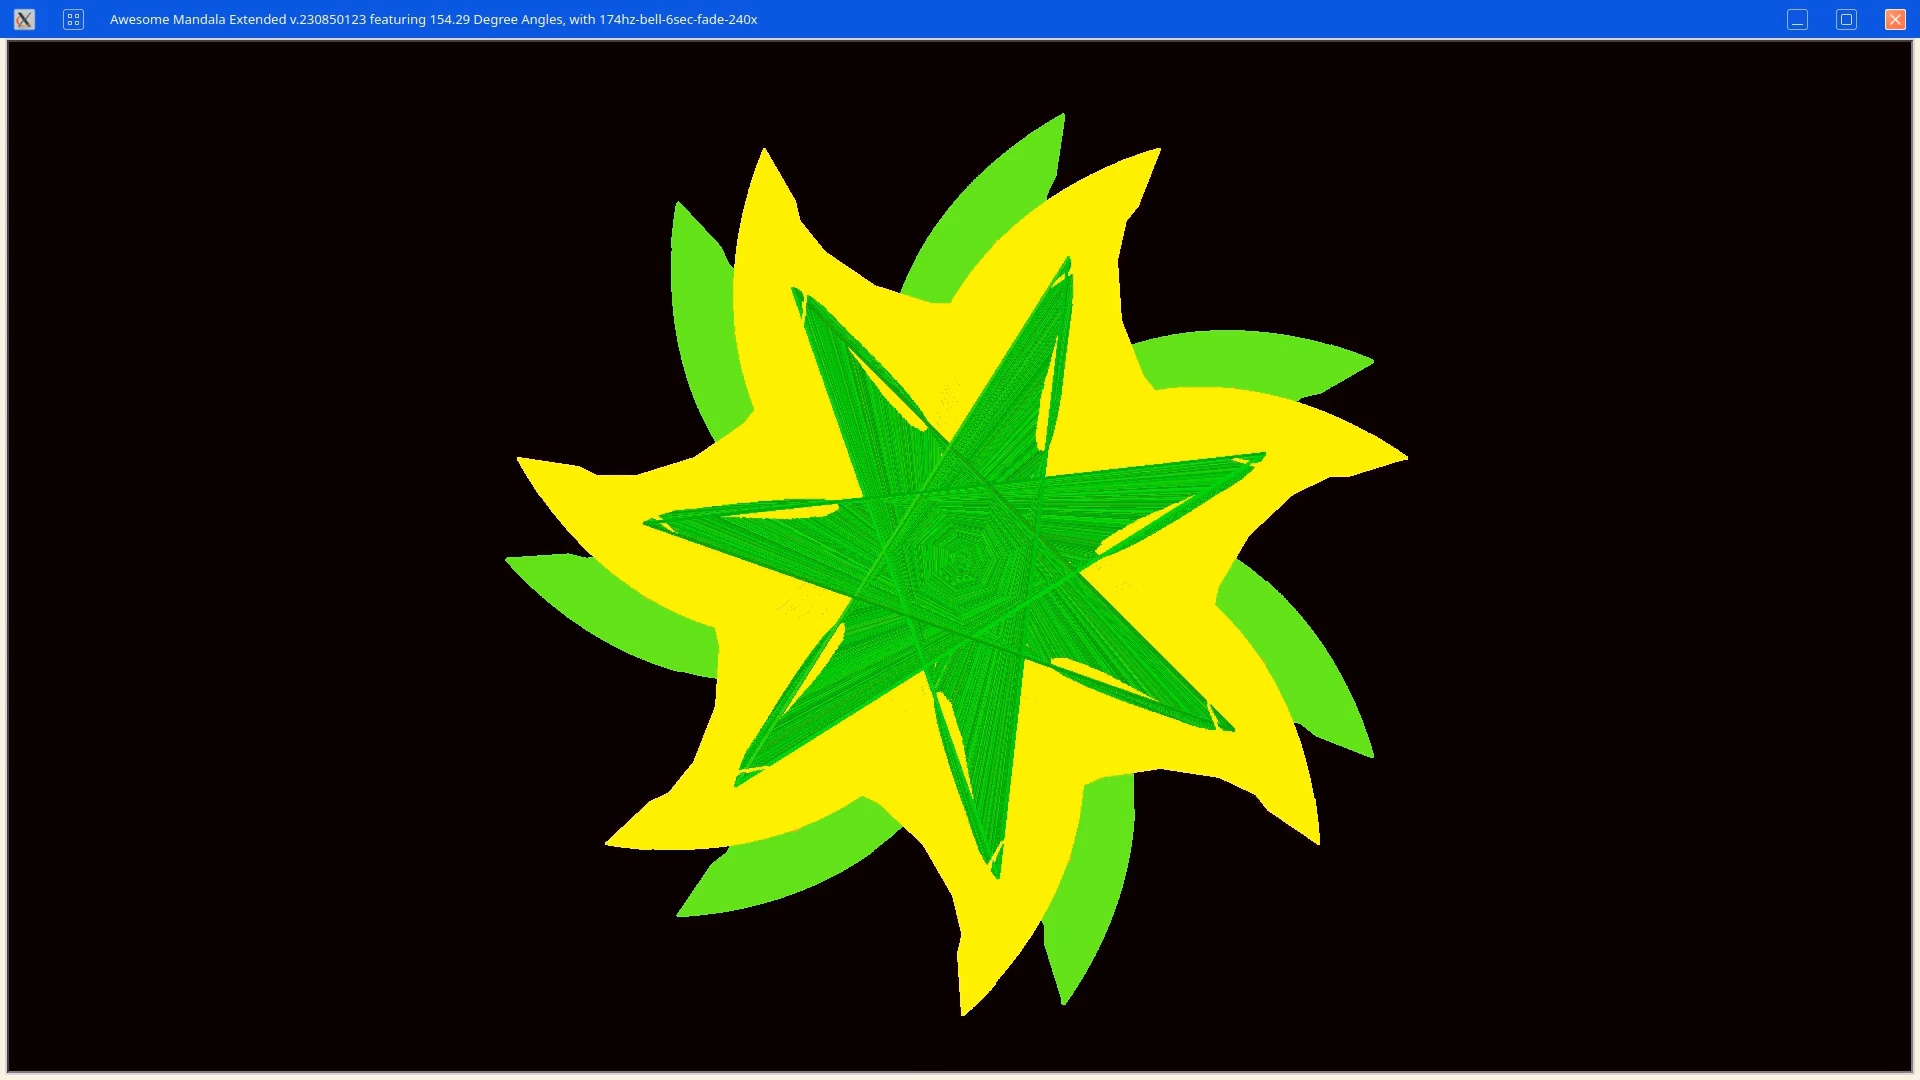 Awesome Mandala Extended v.230850123 featuring 154.29 Degree Angles, with 174hz-bell-6sec-fade-240x